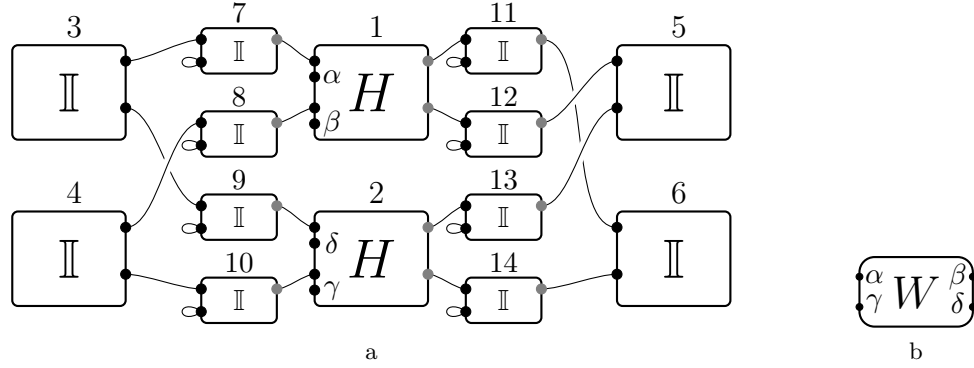 7 11
3 1 5
𝕀 𝕀 α H 𝕀 𝕀
8 12
𝕀 β 𝕀
9 13
4 2 6
𝕀 𝕀 δ H 𝕀 𝕀
10 14
𝕀 γ 𝕀
α W β
γ δ
a b